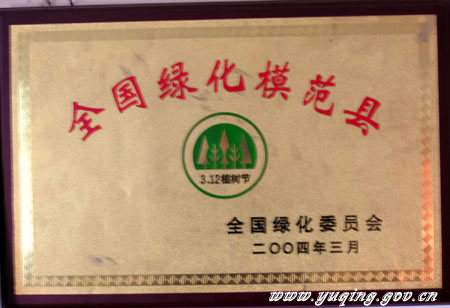 全国绿化模范县
3.12植树节
全国绿化委员会
二〇〇四年三月
www.yuqing.gov.cn